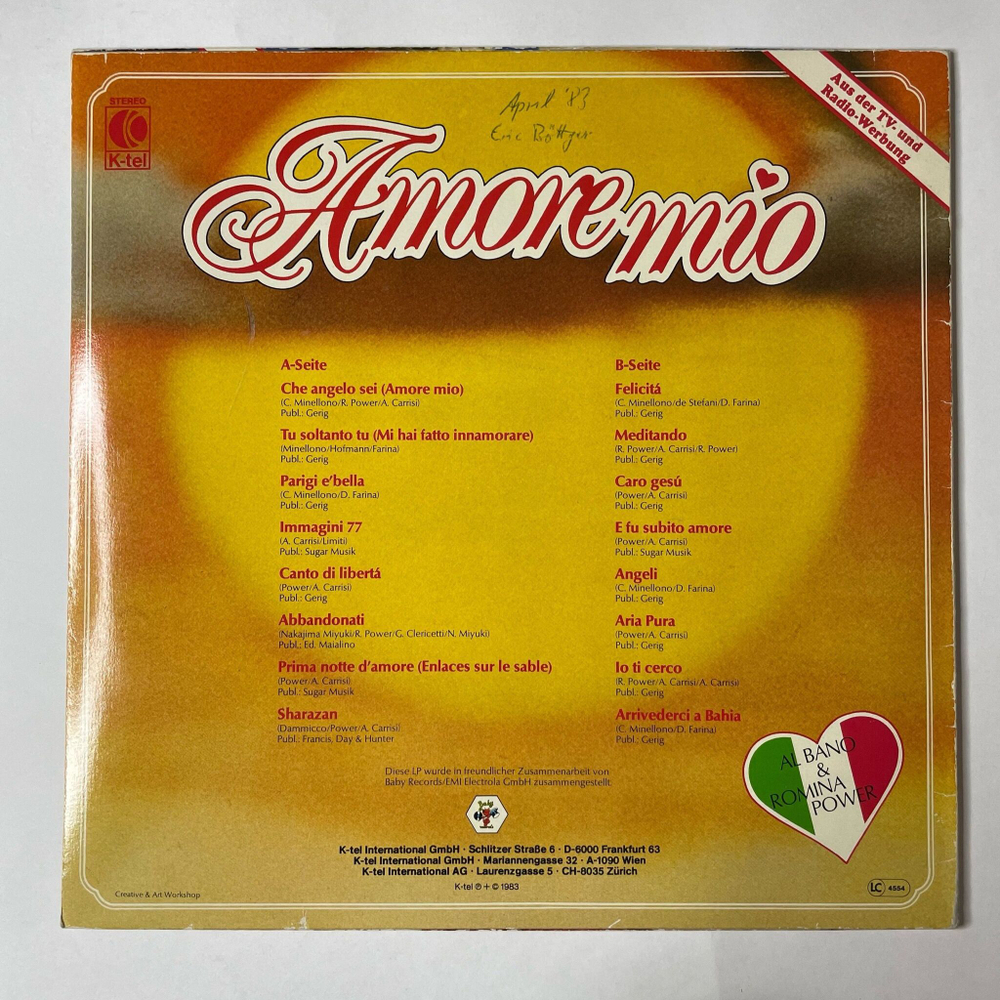 STEREO
K-tel
April '83
Eric Böttger
Aus der TV- und
Radio-Werbung
Amore mio
A-Seite
Che angelo sei (Amore mio)
(C. Minellono/R. Power/A. Carrisi)
Publ.: Gerig
Tu soltanto tu (Mi hai fatto innamorare)
(Minellono/Hofmann/Farina)
Publ.: Gerig
Parigi e'bella
(C. Minellono/D. Farina)
Publ.: Gerig
Immagini 77
(A. Carrisi/Limiti)
Publ.: Sugar Musik
Canto di libertá
(Power/A. Carrisi)
Publ.: Gerig
Abbandonati
(Nakajima Miyuki/R. Power/G. Clericetti/N. Miyuki)
Publ.: Ed. Maialino
Prima notte d'amore (Enlaces sur le sable)
(Power/A. Carrisi)
Publ.: Sugar Musik
Sharazan
(Dammicco/Power/A. Carrisi)
Publ.: Francis, Day & Hunter
B-Seite
Felicitá
(C. Minellono/de Stefani/D. Farina)
Publ.: Gerig
Meditando
(R. Power/A. Carrisi/R. Power)
Publ.: Gerig
Caro gesú
(Power/A. Carrisi)
Publ.: Gerig
E fu subito amore
(Power/A. Carrisi)
Publ.: Sugar Musik
Angeli
(C. Minellono/D. Farina)
Publ.: Gerig
Aria Pura
(Power/A. Carrisi)
Publ.: Gerig
Io ti cerco
(R. Power/A. Carrisi/A. Carrisi)
Publ.: Gerig
Arrivederci a Bahia
(C. Minellono/D. Farina)
Publ.: Gerig
AL BANO
&
ROMINA
POWER
Diese LP wurde in freundlicher Zusammenarbeit von
Baby Records/EMI Electrola GmbH zusammengestellt.
K-tel International GmbH · Schlitzer Straße 6 · D-6000 Frankfurt 63
K-tel International GmbH · Mariannengasse 32 · A-1090 Wien
K-tel International AG · Laurenzgasse 5 · CH-8035 Zürich
K-tel ℗ + © 1983
Creative & Art Workshop
LC 4554